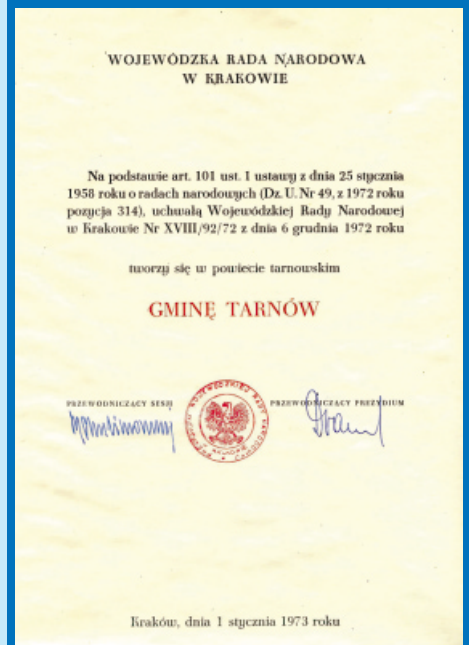 WOJEWÓDZKA RADA NARODOWA
W KRAKOWIE
Na podstawie art. 101 ust. 1 ustawy z dnia 25 stycznia
1958 roku o radach narodowych (Dz. U. Nr 49, z 1972 roku
pozycja 314), uchwałą Wojewódzkiej Rady Narodowej
w Krakowie Nr XVIII/92/72 z dnia 6 grudnia 1972 roku
tworzy się w powiecie tarnowskim
GMINĘ TARNÓW
PRZEWODNICZĄCY SESJI
PRZEWODNICZĄCY PREZYDIUM
Kraków, dnia 1 stycznia 1973 roku